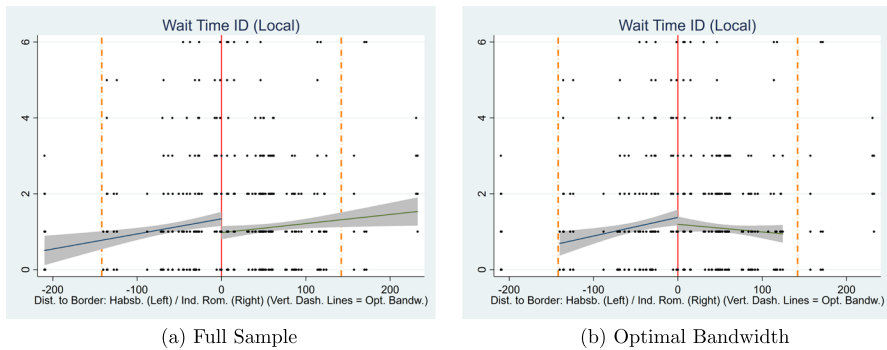 Wait Time ID (Local)
6
4
2
0
-200 -100 0 100 200
Dist. to Border: Habsb. (Left) / Ind. Rom. (Right) (Vert. Dash. Lines = Opt. Bandw.)
(a) Full Sample
Wait Time ID (Local)
6
4
2
0
-200 -100 0 100 200
Dist. to Border: Habsb. (Left) / Ind. Rom. (Right) (Vert. Dash. Lines = Opt. Bandw.)
(b) Optimal Bandwidth